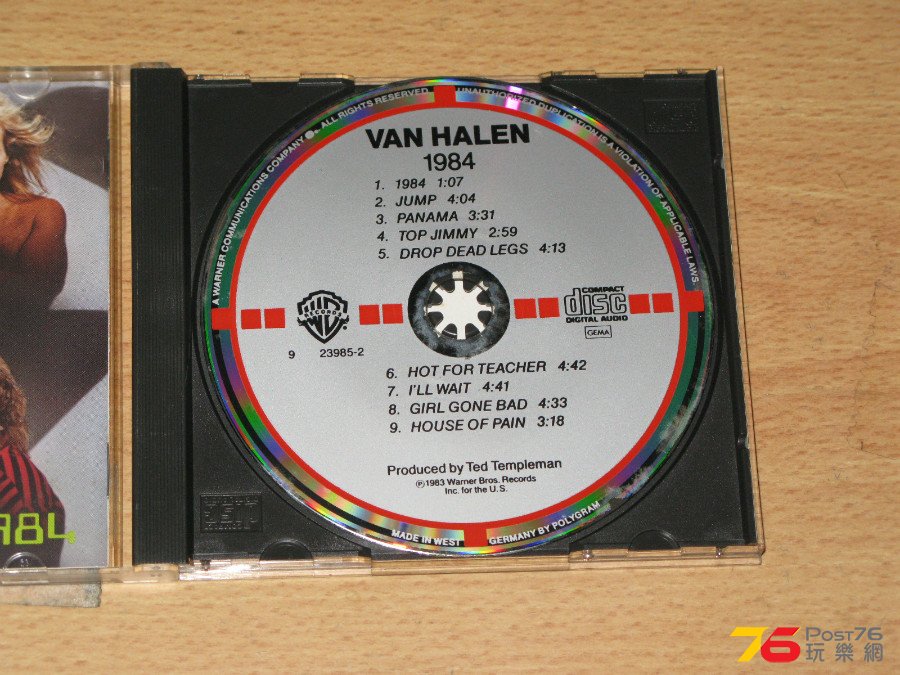 A WARNER COMMUNICATIONS COMPANY ALL RIGHTS RESERVED UNAUTHORIZED DUPLICATION IS A VIOLATION OF APPLICABLE LAWS.
VAN HALEN
1984
1. 1984 1:07
2. JUMP 4:04
3. PANAMA 3:31
4. TOP JIMMY 2:59
5. DROP DEAD LEGS 4:13
WB RECORDS
COMPACT
disc
DIGITAL AUDIO
GEMA
9 23985-2
6. HOT FOR TEACHER 4:42
7. I'LL WAIT 4:41
8. GIRL GONE BAD 4:33
9. HOUSE OF PAIN 3:18
Produced by Ted Templeman
℗1983 Warner Bros. Records
Inc. for the U.S.
MADE IN WEST GERMANY BY POLYGRAM
984
76 POST76
玩樂網